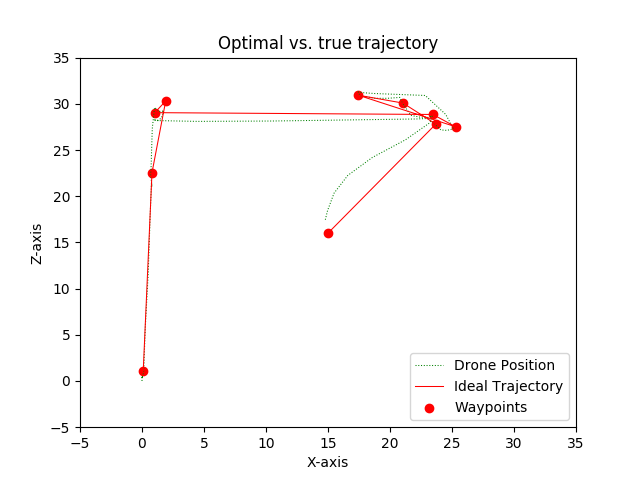 Optimal vs. true trajectory
35
30
25
20
15
10
5
0
−5
Z-axis
−5 0 5 10 15 20 25 30 35
X-axis
Drone Position
Ideal Trajectory
Waypoints